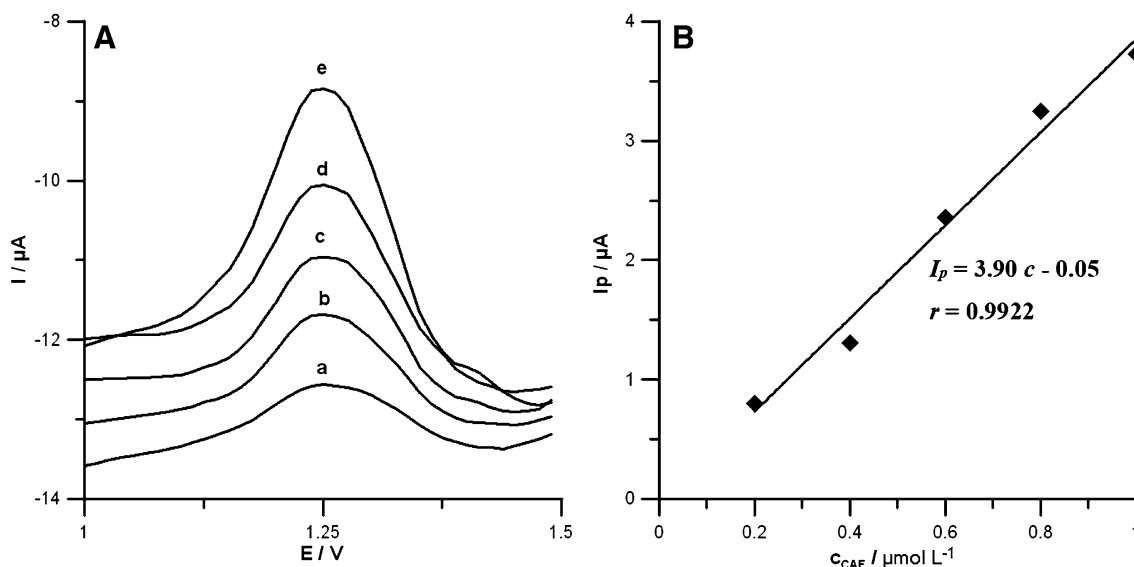 A
-8
-10
-12
-14
I / µA
e
d
c
b
a
1
1.25
1.5
E / V
B
4
3
2
1
0
Ip / µA
Iₚ = 3.90 c - 0.05
r = 0.9922
0
0.2
0.4
0.6
0.8
c_CAF / µmol L⁻¹